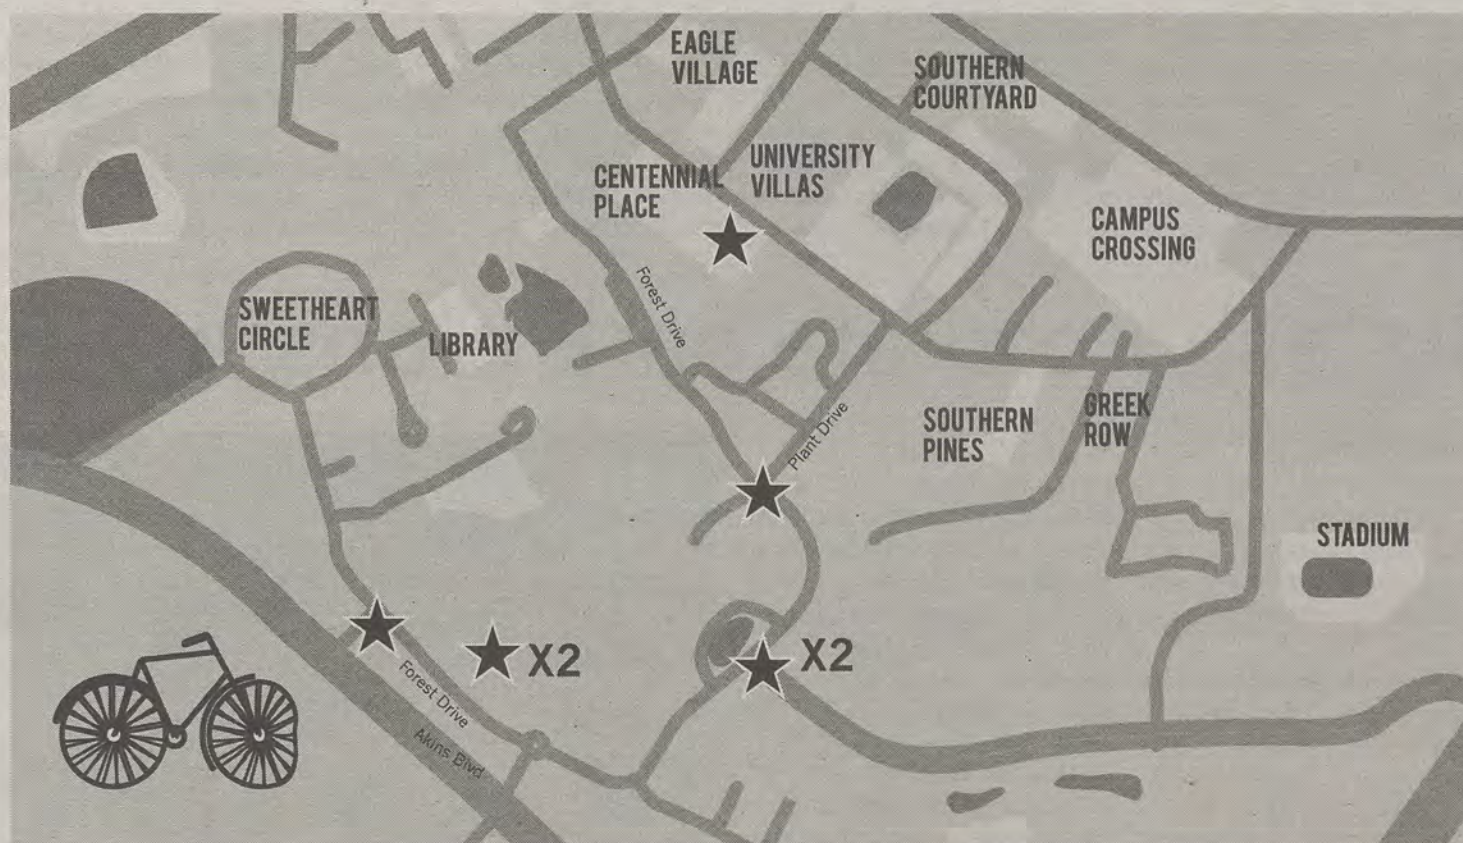 EAGLE
VILLAGE
SOUTHERN
COURTYARD
CENTENNIAL
PLACE
UNIVERSITY
VILLAS
CAMPUS
CROSSING
SWEETHEART
CIRCLE
LIBRARY
Forest Drive
Plant Drive
SOUTHERN
PINES
GREEK
ROW
STADIUM
X2
X2
Forest Drive
Akins Blvd